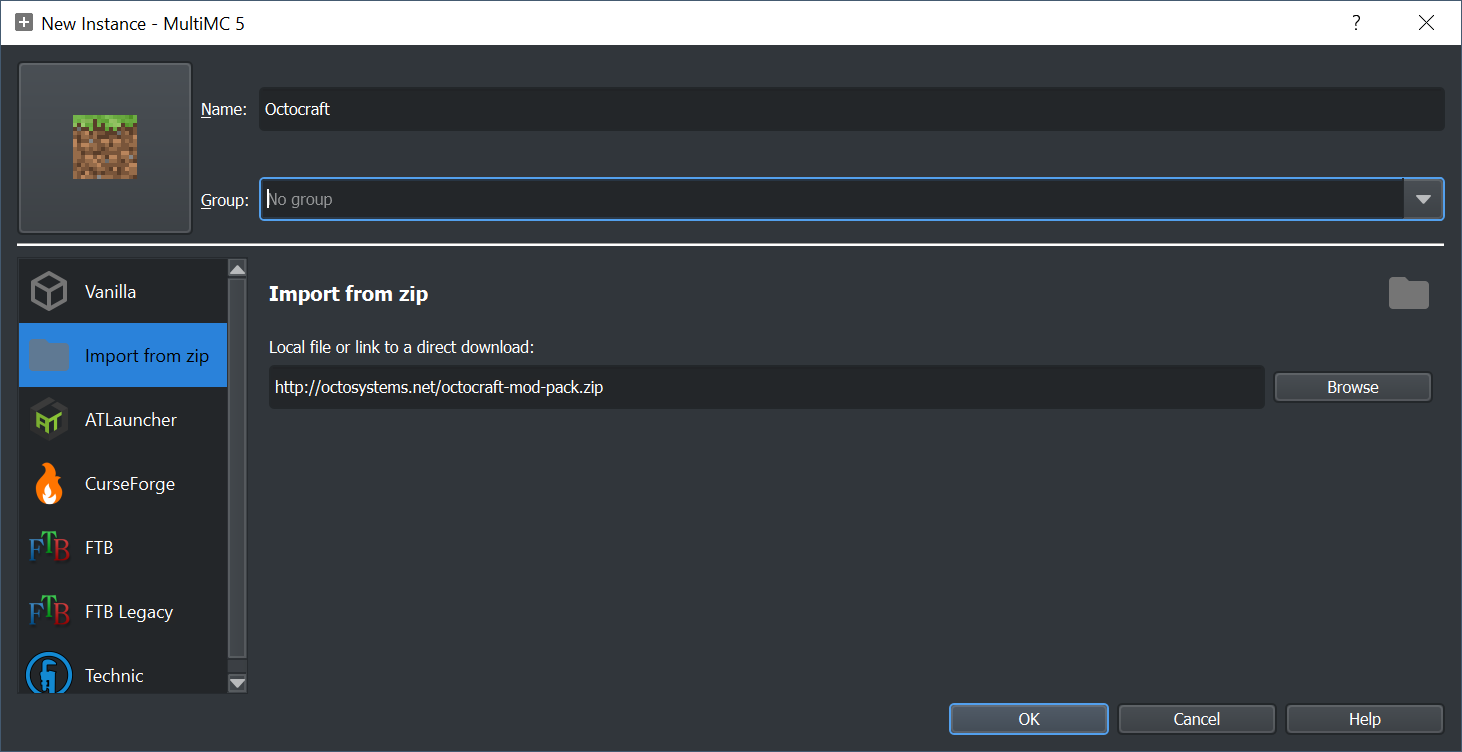 New Instance - MultiMC 5
?
Name: Octocraft
Group: No group
Vanilla
Import from zip
ATLauncher
CurseForge
FTB FTB
FTB FTB Legacy
Technic
Import from zip
Local file or link to a direct download:
http://octosystems.net/octocraft-mod-pack.zip Browse
OK Cancel Help